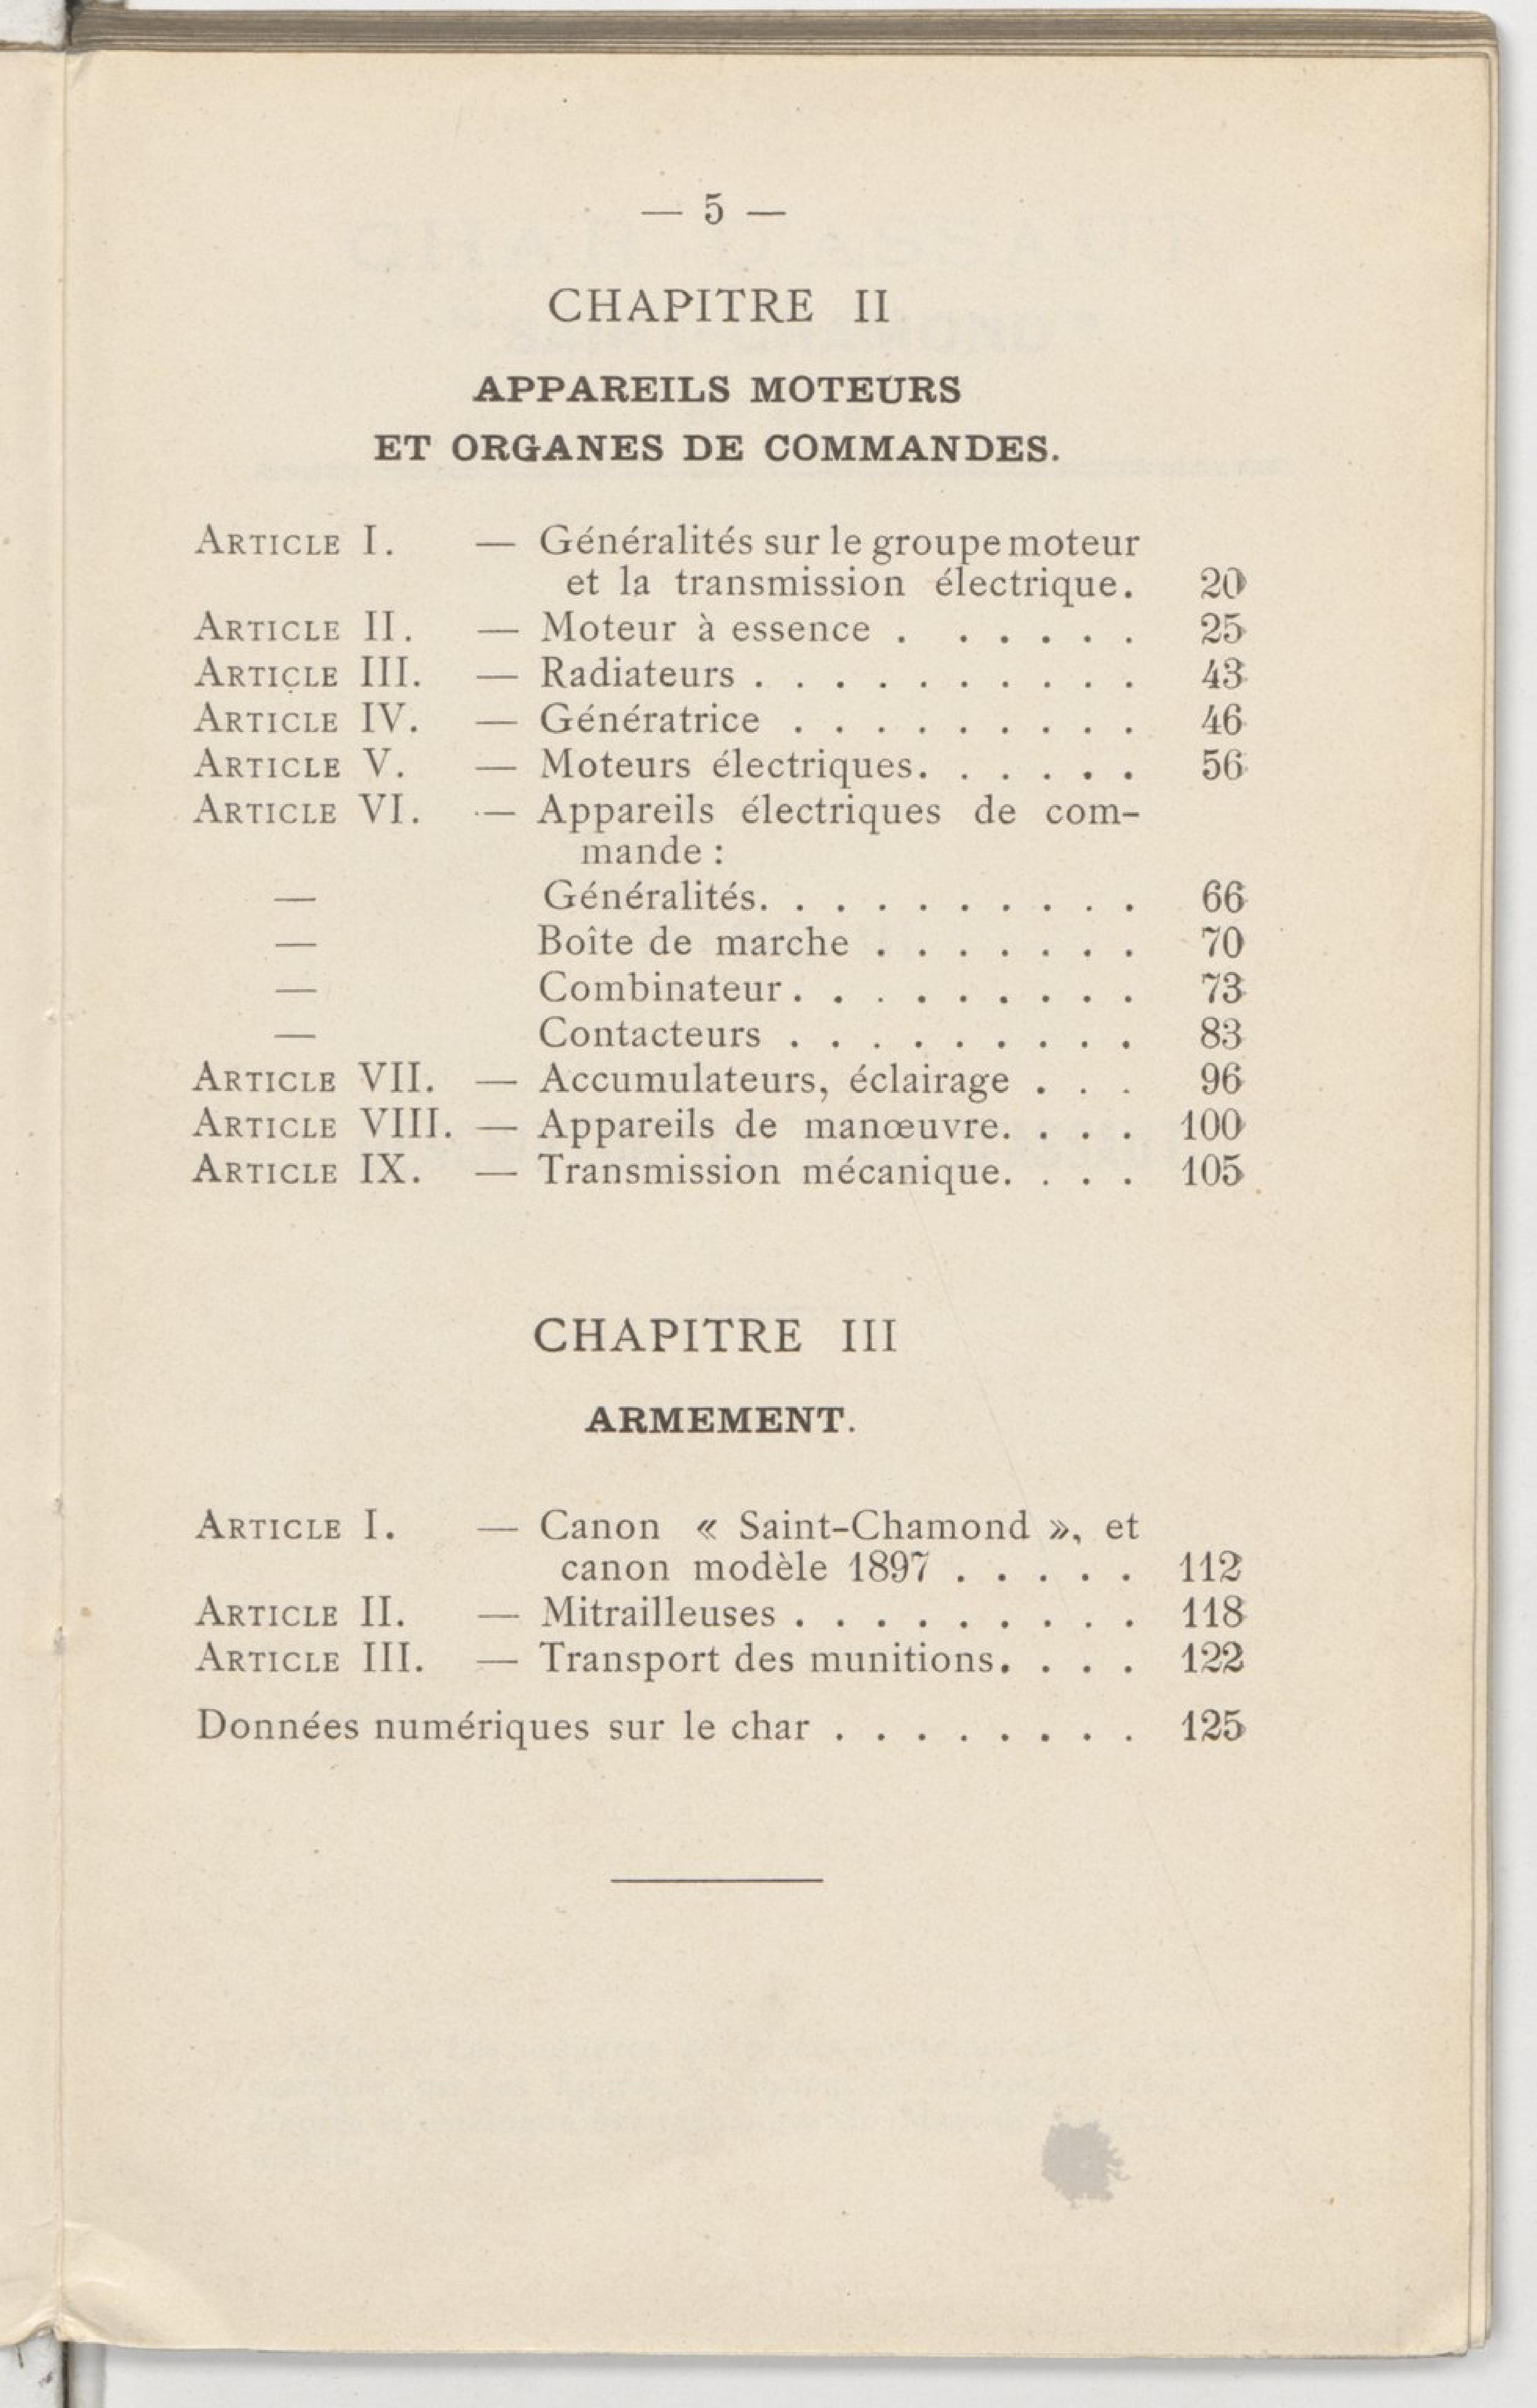 — 5 —
CHAPITRE II
APPAREILS MOTEURS
ET ORGANES DE COMMANDES.
ARTICLE I. — Généralités sur le groupe moteur
et la transmission électrique. 20
ARTICLE II. — Moteur à essence . . . . . . 25
ARTICLE III. — Radiateurs . . . . . . . . . . 43
ARTICLE IV. — Génératrice . . . . . . . . . 46
ARTICLE V. — Moteurs électriques. . . . . . 56
ARTICLE VI. — Appareils électriques de com-
mande :
— Généralités. . . . . . . . . . 66
— Boîte de marche . . . . . . . 70
— Combinateur. . . . . . . . . 73
— Contacteurs . . . . . . . . . 83
ARTICLE VII. — Accumulateurs, éclairage . . . 96
ARTICLE VIII. — Appareils de manœuvre. . . . 100
ARTICLE IX. — Transmission mécanique. . . . 105
CHAPITRE III
ARMEMENT.
ARTICLE I. — Canon « Saint-Chamond », et
canon modèle 1897 . . . . . 112
ARTICLE II. — Mitrailleuses . . . . . . . . . 118
ARTICLE III. — Transport des munitions. . . . 122
Données numériques sur le char . . . . . . . . 125